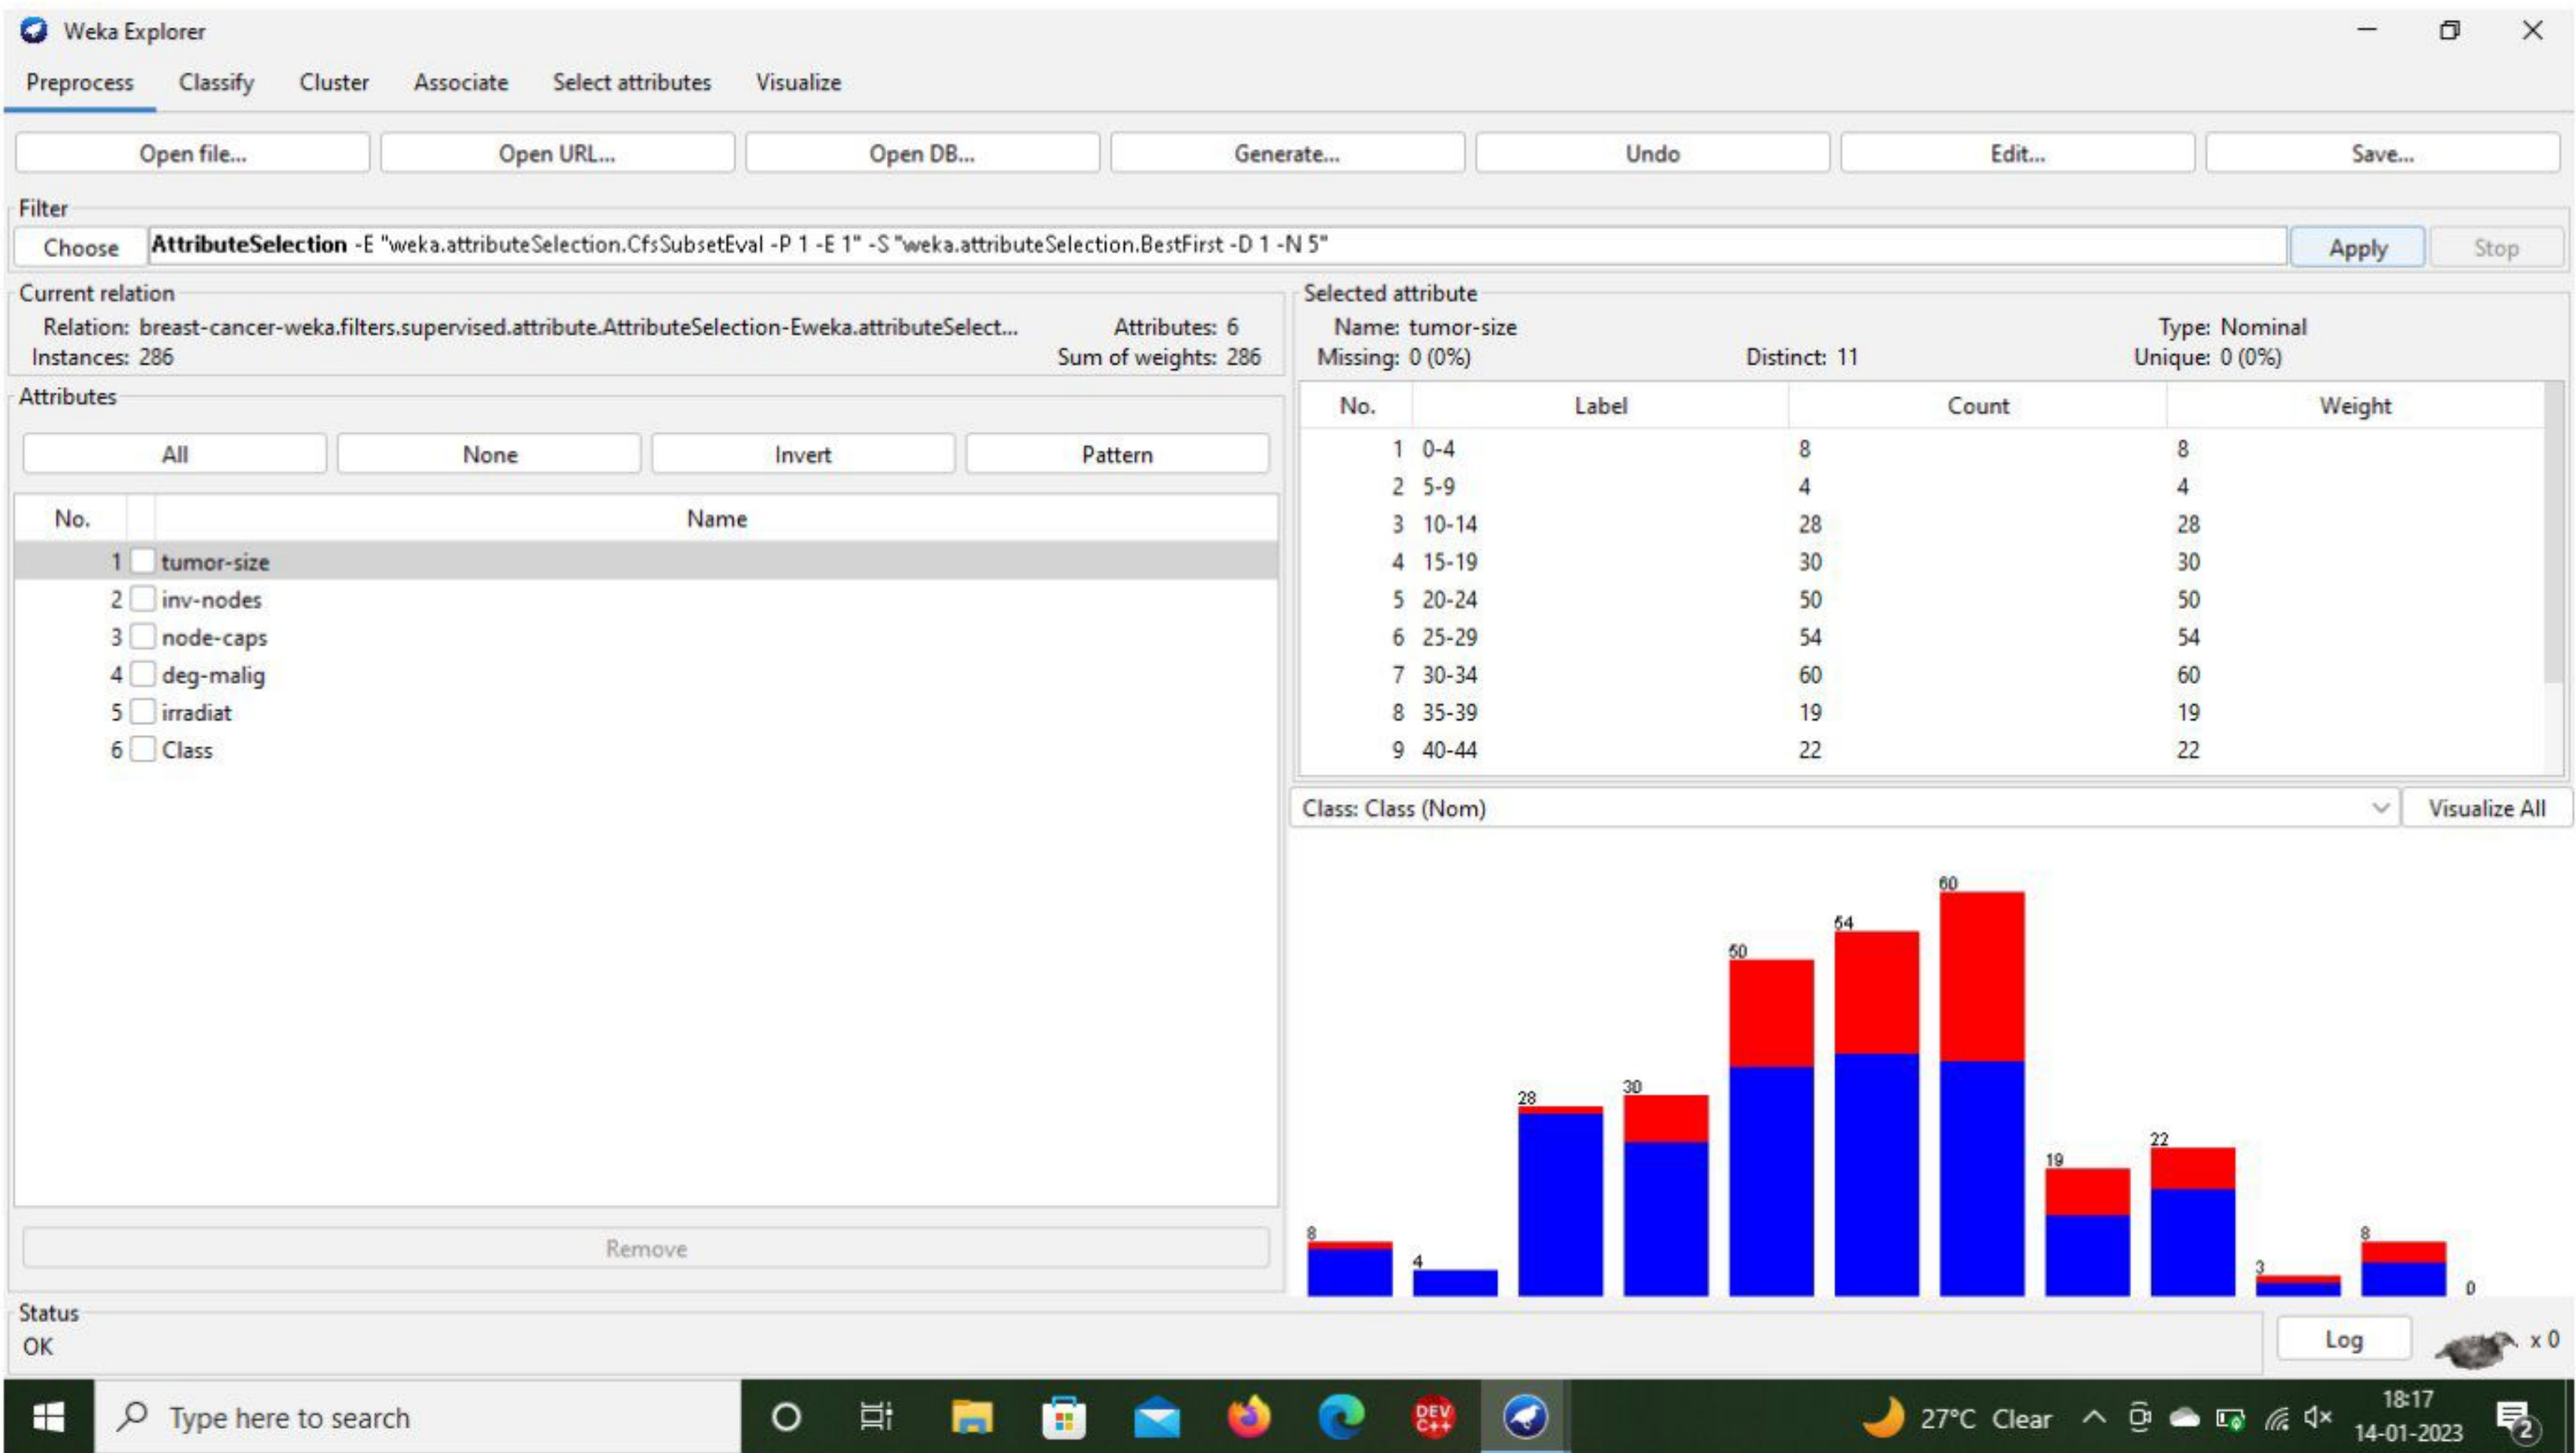 Weka Explorer
Preprocess Classify Cluster Associate Select attributes Visualize
Open file... Open URL... Open DB... Generate... Undo Edit... Save...
Filter
Choose AttributeSelection -E "weka.attributeSelection.CfsSubsetEval -P 1 -E 1" -S "weka.attributeSelection.BestFirst -D 1 -N 5" Apply Stop
Current relation
Relation: breast-cancer-weka.filters.supervised.attribute.AttributeSelection-Eweka.attributeSelect... Attributes: 6
Instances: 286 Sum of weights: 286
Attributes
All None Invert Pattern
No. Name
1 tumor-size
2 inv-nodes
3 node-caps
4 deg-malig
5 irradiat
6 Class
Remove
Selected attribute
Name: tumor-size Type: Nominal
Missing: 0 (0%) Distinct: 11 Unique: 0 (0%)
No. Label Count Weight
1 0-4 8 8
2 5-9 4 4
3 10-14 28 28
4 15-19 30 30
5 20-24 50 50
6 25-29 54 54
7 30-34 60 60
8 35-39 19 19
9 40-44 22 22
Class: Class (Nom) Visualize All
8 4 28 30 50 54 60 19 22 3 8 0
Status
OK
Log x 0
Type here to search
DEV
C++
27°C Clear
18:17
14-01-2023
2